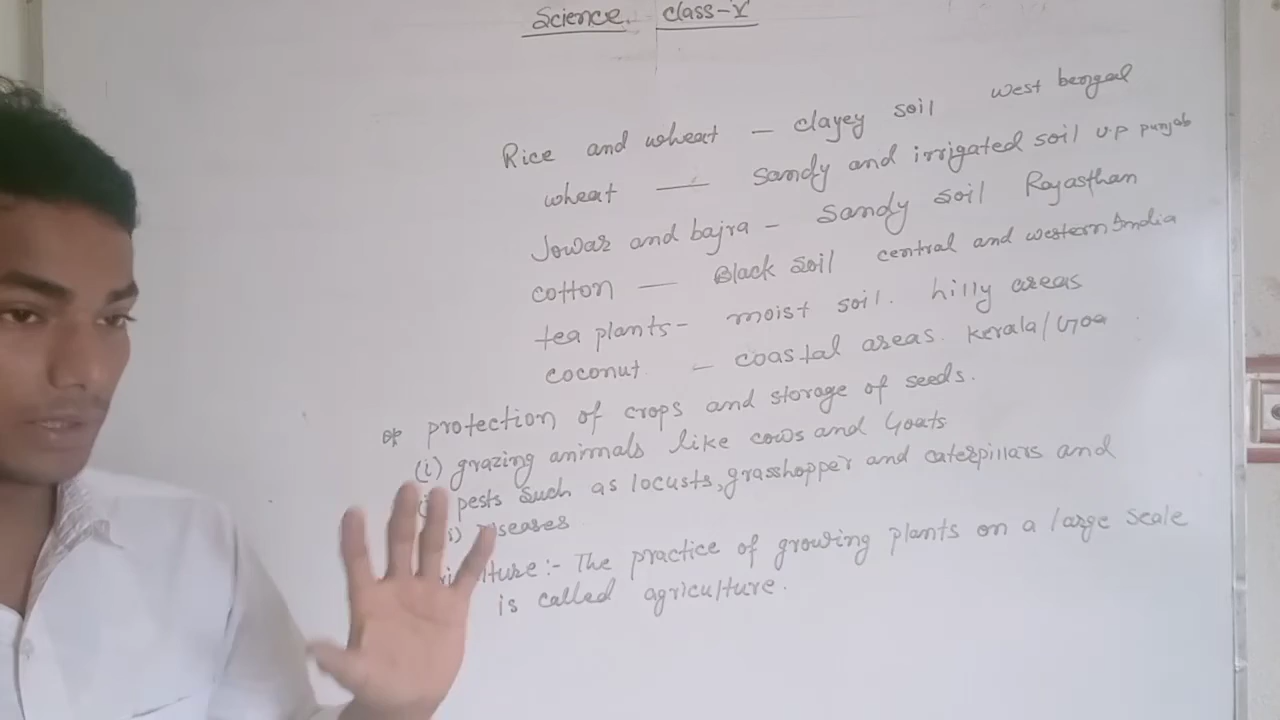 Science class-V
Rice and wheat - clayey soil west bengal
wheat - Sandy and irrigated soil U.P punjab
Jowar and bajra - Sandy soil Rajasthan
cotton - Black soil central and western India
tea plants - moist soil. hilly areas
coconut - coastal areas. Kerala/Goa
protection of crops and storage of seeds.
(i) grazing animals like cows and Goats
pests such as locusts, grasshopper and caterpillars and
:- The practice of growing plants on a large scale
is called agriculture.